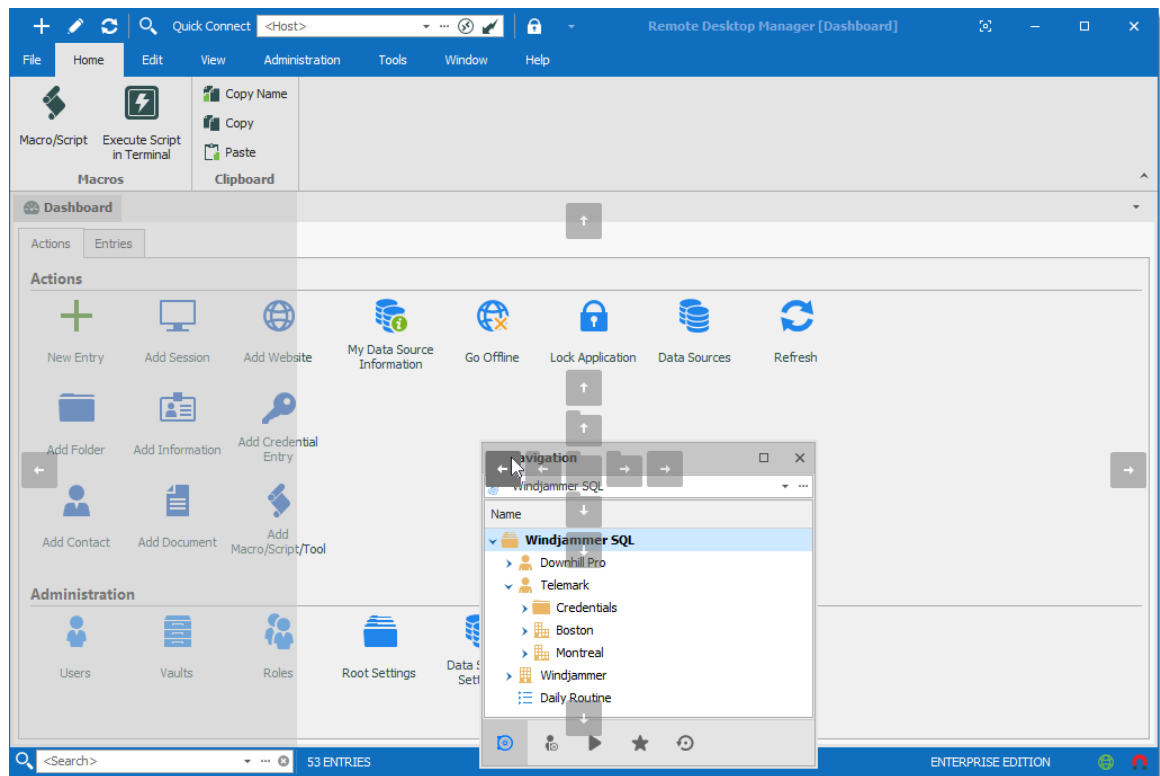 Quick Connect <Host> Remote Desktop Manager [Dashboard]
File Home Edit View Administration Tools Window Help
Copy Name
Copy
Macro/Script Execute Script
in Terminal
Paste
Macros Clipboard
Dashboard
Actions Entries
Actions
New Entry Add Session Add Website My Data Source
Information Go Offline Lock Application Data Sources Refresh
Add Folder Add Information Add Credential
Entry
Add Contact Add Document Add
Macro/Script/Tool
Administration
Users Vaults Roles Root Settings
Windjammer SQL
Name
Windjammer SQL
Downhill Pro
Telemark
Credentials
Boston
Montreal
Windjammer
Daily Routine
<Search> 53 ENTRIES ENTERPRISE EDITION